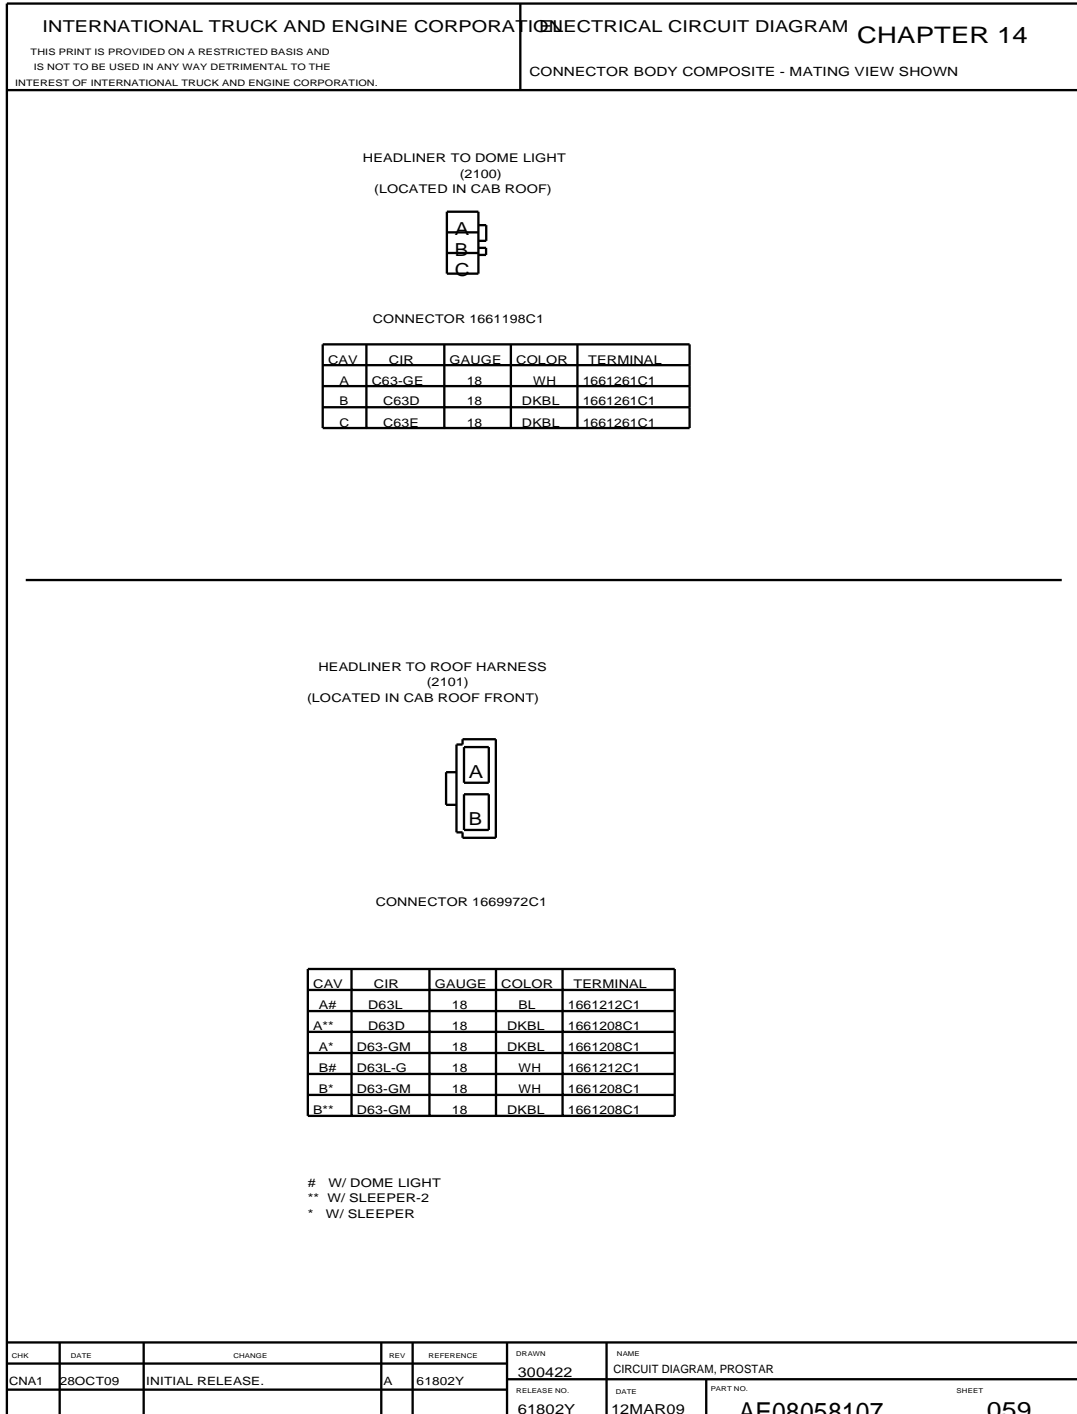 INTERNATIONAL TRUCK AND ENGINE CORPORATION
THIS PRINT IS PROVIDED ON A RESTRICTED BASIS AND
IS NOT TO BE USED IN ANY WAY DETRIMENTAL TO THE
INTEREST OF INTERNATIONAL TRUCK AND ENGINE CORPORATION.
ELECTRICAL CIRCUIT DIAGRAM CHAPTER 14
CONNECTOR BODY COMPOSITE - MATING VIEW SHOWN
HEADLINER TO DOME LIGHT
(2100)
(LOCATED IN CAB ROOF)
A
B
C
CONNECTOR 1661198C1
CAV CIR GAUGE COLOR TERMINAL
A C63-GE 18 WH 1661261C1
B C63D 18 DKBL 1661261C1
C C63E 18 DKBL 1661261C1
HEADLINER TO ROOF HARNESS
(2101)
(LOCATED IN CAB ROOF FRONT)
A
B
CONNECTOR 1669972C1
CAV CIR GAUGE COLOR TERMINAL
A# D63L 18 BL 1661212C1
A** D63D 18 DKBL 1661208C1
A* D63-GM 18 DKBL 1661208C1
B# D63L-G 18 WH 1661212C1
B* D63-GM 18 WH 1661208C1
B** D63-GM 18 DKBL 1661208C1
# W/ DOME LIGHT
** W/ SLEEPER-2
* W/ SLEEPER
CHK DATE CHANGE REV REFERENCE
CNA1 28OCT09 INITIAL RELEASE. A 61802Y
DRAWN
300422
NAME
CIRCUIT DIAGRAM, PROSTAR
RELEASE NO.
61802Y
DATE
12MAR09
PART NO.
AE08058107
SHEET
059